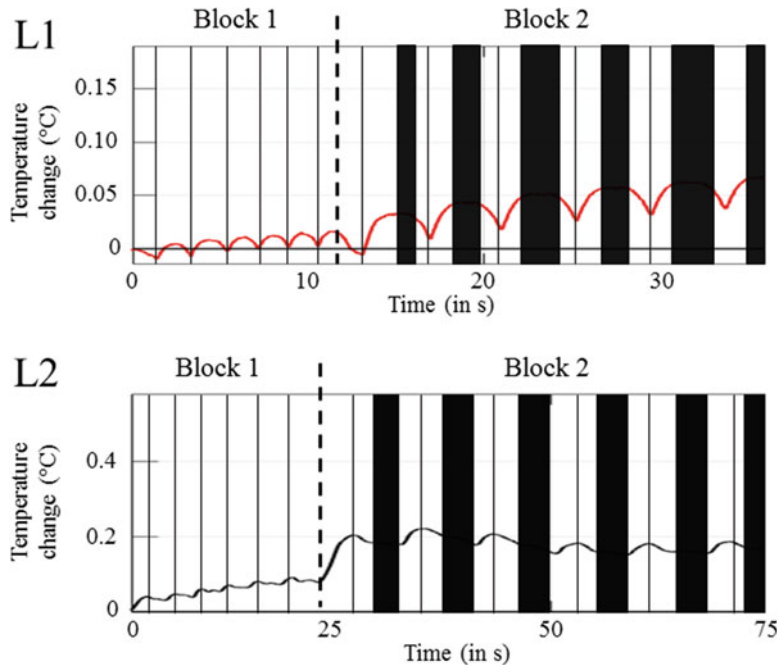 L1
Block 1
Block 2
Temperature
change (°C)
0.15
0.10
0.05
0
0
10
20
30
Time (in s)
L2
Block 1
Block 2
Temperature
change (°C)
0.4
0.2
0
0
25
50
75
Time (in s)